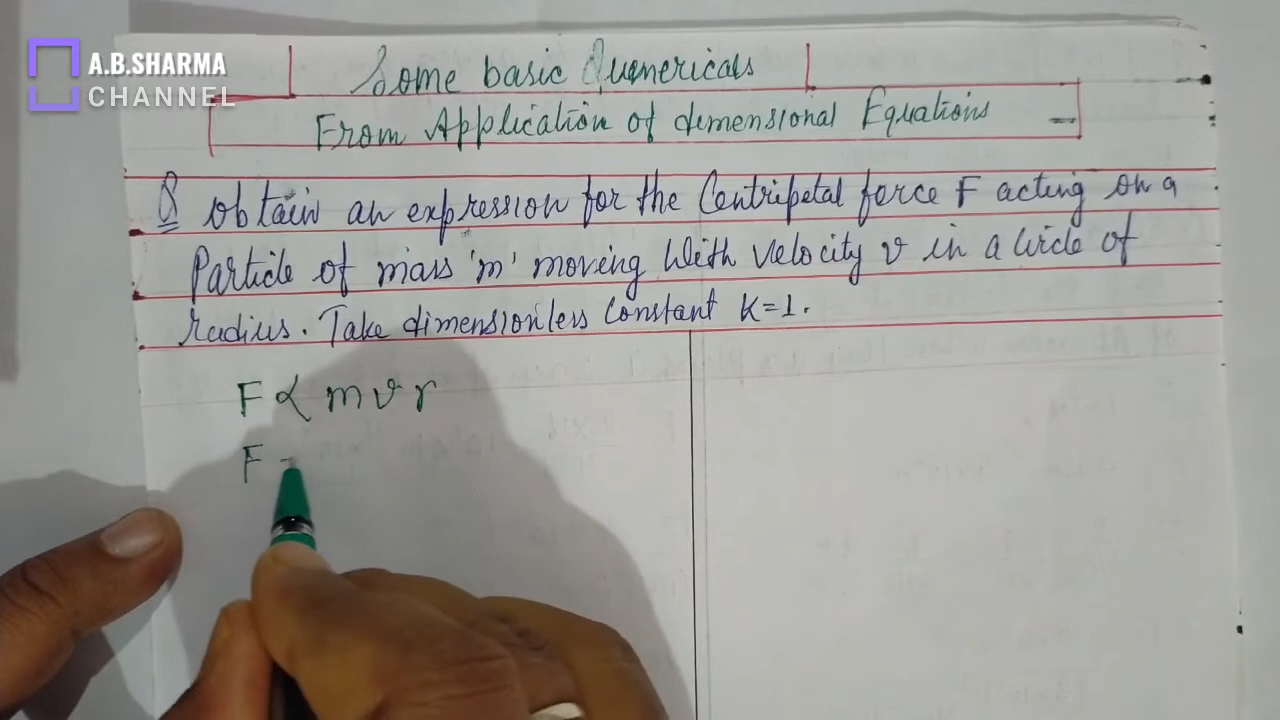 A.B.SHARMA
CHANNEL
Some basic Numericals
From Application of dimensional Equations
Q obtain an expression for the Centripetal force F acting on a
Particle of mass 'm' moving With velocity v in a Circle of
radius. Take dimensionless Constant K=1.
F ∝ m v r
F